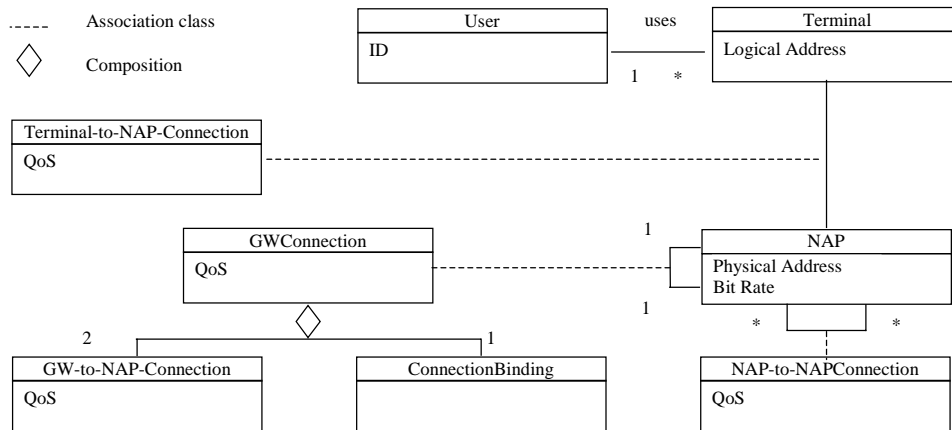 Association class
Composition
User
ID
uses
1
*
Terminal
Logical Address
Terminal-to-NAP-Connection
QoS
GWConnection
QoS
1
1
NAP
Physical Address
Bit Rate
*
*
2
1
GW-to-NAP-Connection
QoS
ConnectionBinding
NAP-to-NAPConnection
QoS